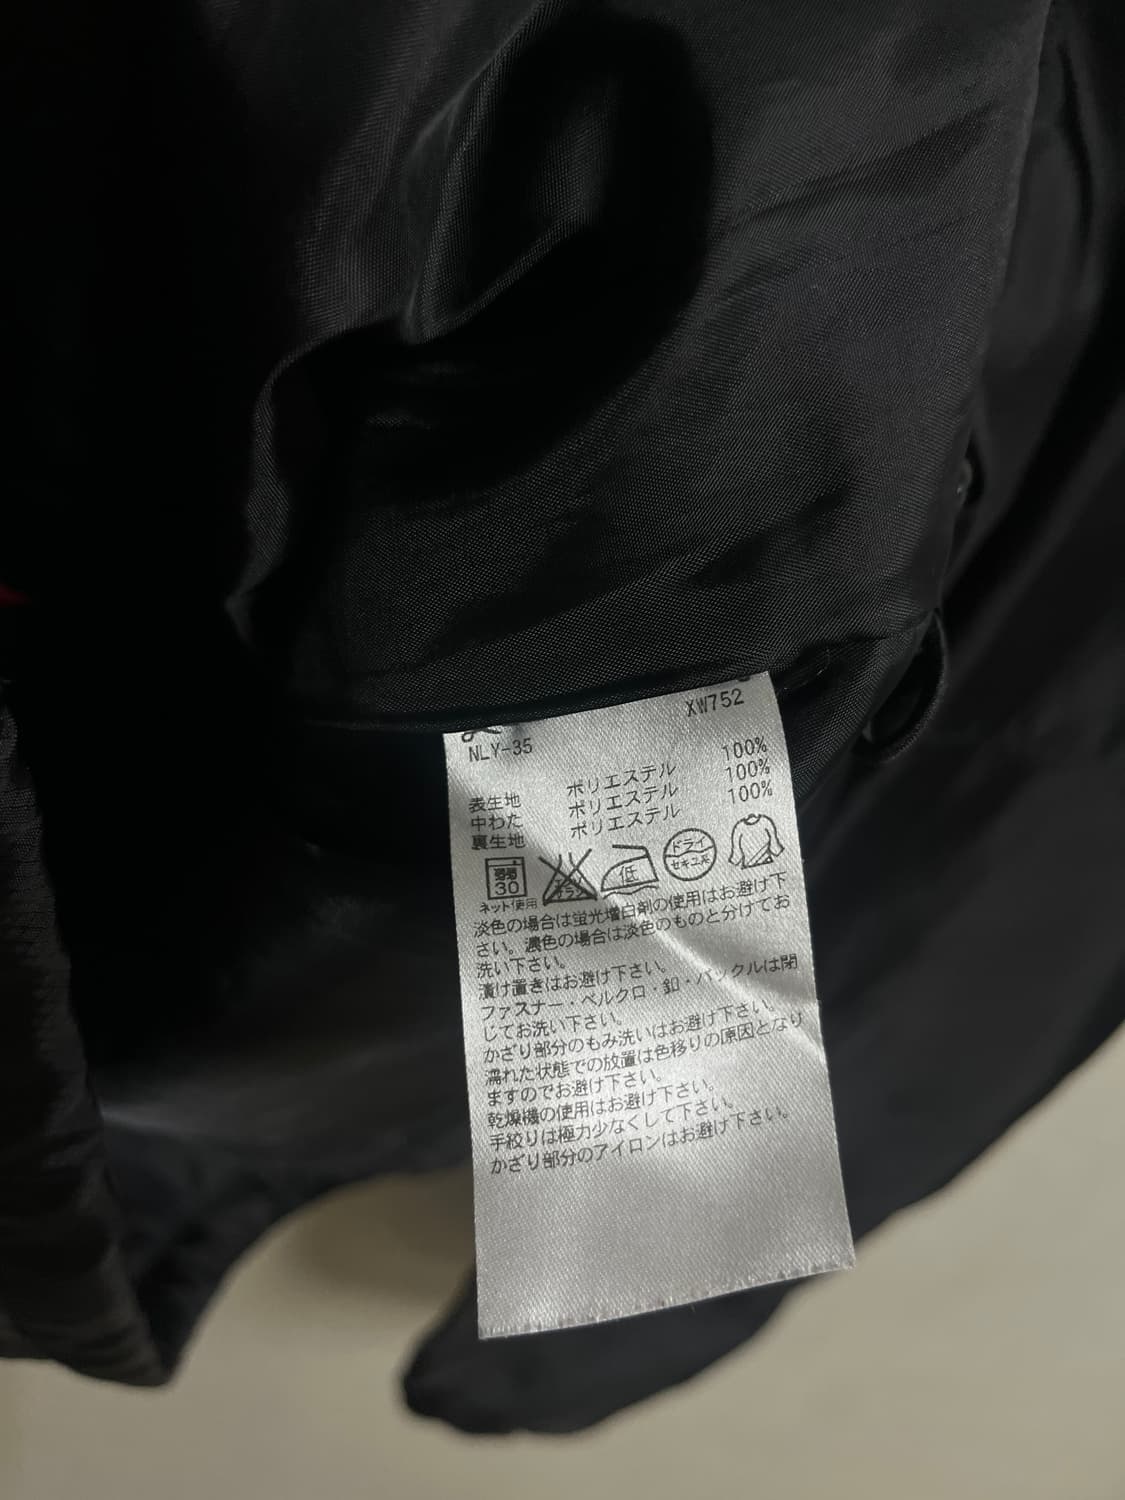 XW752
NLY-35
表生地 ポリエステル 100%
中わた ポリエステル 100%
裏生地 ポリエステル 100%
弱 30 低 ドライ セキユ系
ネット使用
淡色の場合は蛍光増白剤の使用はお避け下
さい。濃色の場合は淡色のものと分けてお
洗い下さい。
漬け置きはお避け下さい。
ファスナー・ベルクロ・釦・バックルは閉
じてお洗い下さい。
かざり部分のもみ洗いはお避け下さい。
濡れた状態での放置は色移りの原因となり
ますのでお避け下さい。
乾燥機の使用はお避け下さい。
手絞りは極力少なくして下さい。
かざり部分のアイロンはお避け下さい。